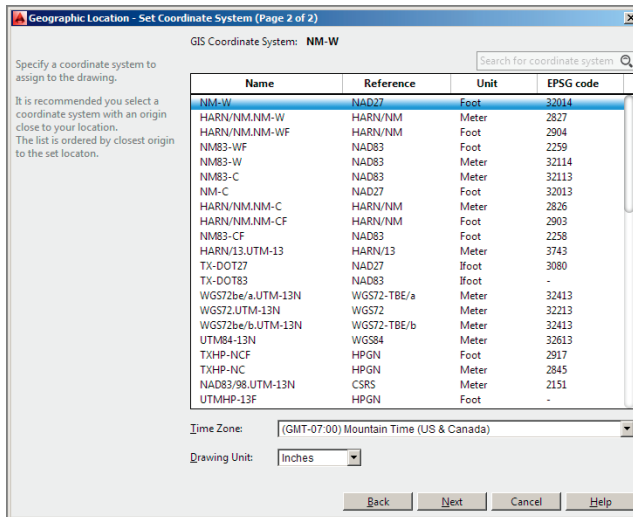 Geographic Location - Set Coordinate System (Page 2 of 2)
GIS Coordinate System: NM-W
Search for coordinate system
Specify a coordinate system to
assign to the drawing.
It is recommended you select a
coordinate system with an origin
close to your location.
The list is ordered by closest origin
to the set locaton.
Name Reference Unit EPSG code
NM-W NAD27 Foot 32014
HARN/NM.NM-W HARN/NM Meter 2827
HARN/NM.NM-WF HARN/NM Foot 2904
NM83-WF NAD83 Foot 2259
NM83-W NAD83 Meter 32114
NM83-C NAD83 Meter 32113
NM-C NAD27 Foot 32013
HARN/NM.NM-C HARN/NM Meter 2826
HARN/NM.NM-CF HARN/NM Foot 2903
NM83-CF NAD83 Foot 2258
HARN/13.UTM-13 HARN/13 Meter 3743
TX-DOT27 NAD27 Ifoot 3080
TX-DOT83 NAD83 Ifoot -
WGS72be/a.UTM-13N WGS72-TBE/a Meter 32413
WGS72.UTM-13N WGS72 Meter 32213
WGS72be/b.UTM-13N WGS72-TBE/b Meter 32413
UTM84-13N WGS84 Meter 32613
TXHP-NCF HPGN Foot 2917
TXHP-NC HPGN Meter 2845
NAD83/98.UTM-13N CSRS Meter 2151
UTMHP-13F HPGN Foot -
Time Zone: (GMT-07:00) Mountain Time (US & Canada)
Drawing Unit: Inches
Back Next Cancel Help